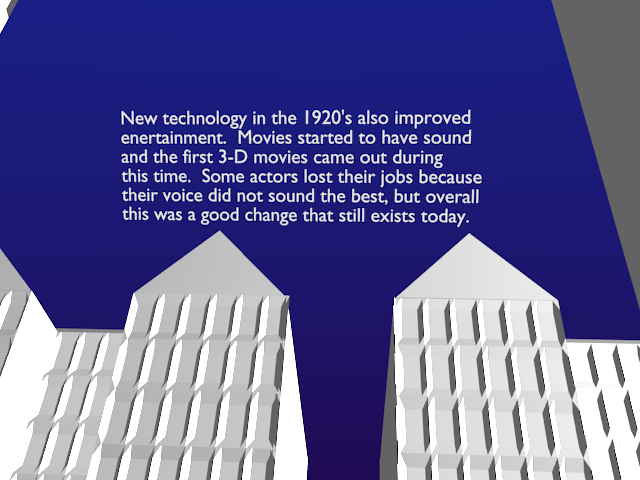 New technology in the 1920's also improved
enertainment.  Movies started to have sound
and the first 3-D movies came out during
this time.  Some actors lost their jobs because
their voice did not sound the best, but overall
this was a good change that still exists today.